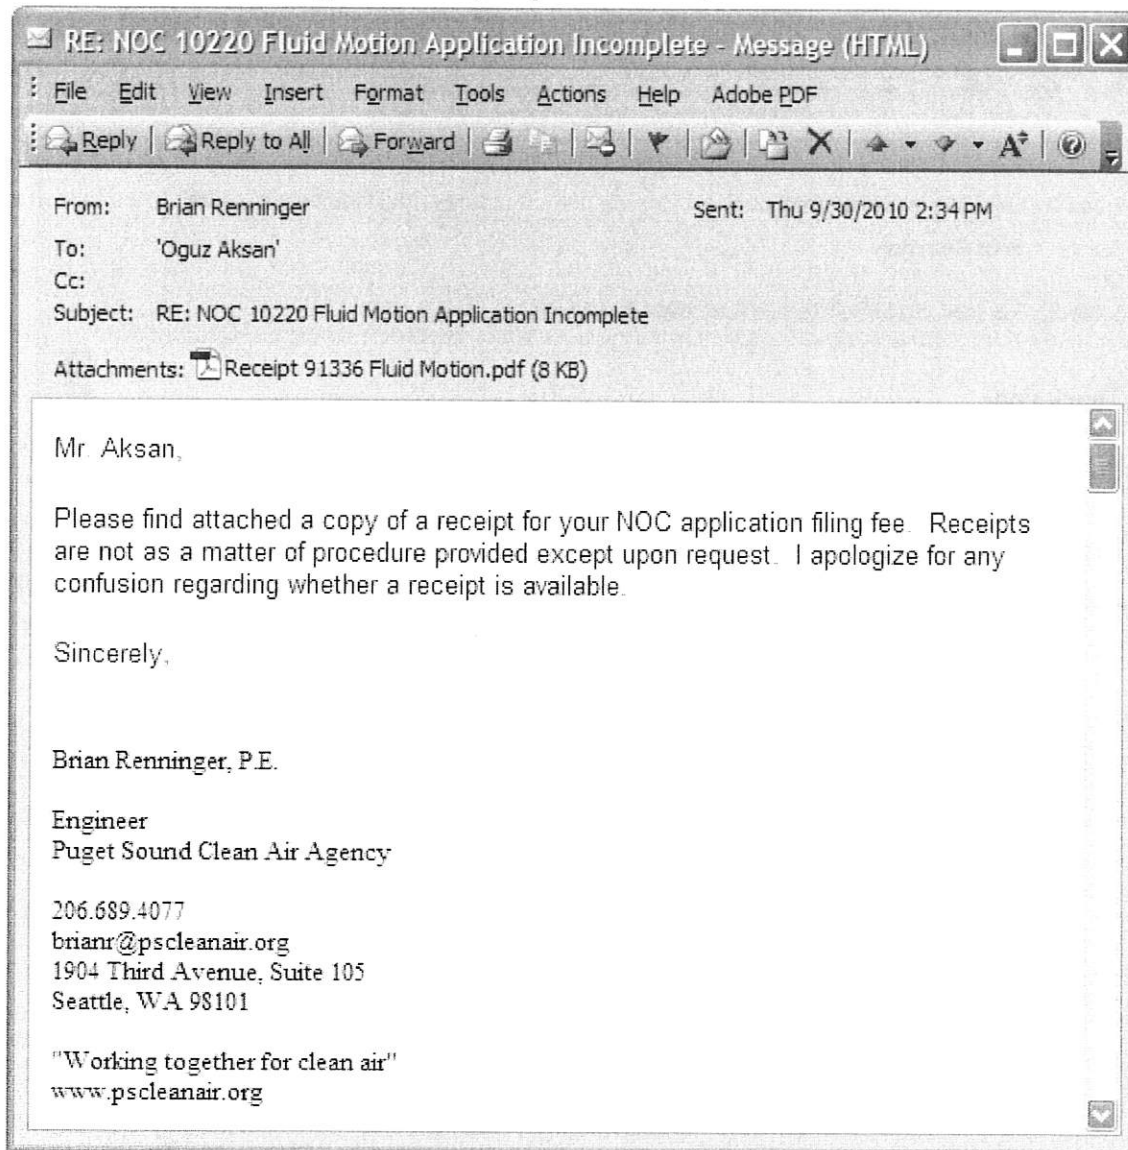 RE: NOC 10220 Fluid Motion Application Incomplete - Message (HTML)
File Edit View Insert Format Tools Actions Help Adobe PDF
Reply Reply to All Forward A
From: Brian Renninger Sent: Thu 9/30/2010 2:34 PM
To: 'Oguz Aksan'
Cc:
Subject: RE: NOC 10220 Fluid Motion Application Incomplete
Attachments: Receipt 91336 Fluid Motion.pdf (8 KB)
Mr. Aksan,
Please find attached a copy of a receipt for your NOC application filing fee. Receipts
are not as a matter of procedure provided except upon request. I apologize for any
confusion regarding whether a receipt is available.
Sincerely,
Brian Renninger, P.E.
Engineer
Puget Sound Clean Air Agency
206.689.4077
brianr@pscleanair.org
1904 Third Avenue, Suite 105
Seattle, WA 98101
"Working together for clean air"
www.pscleanair.org